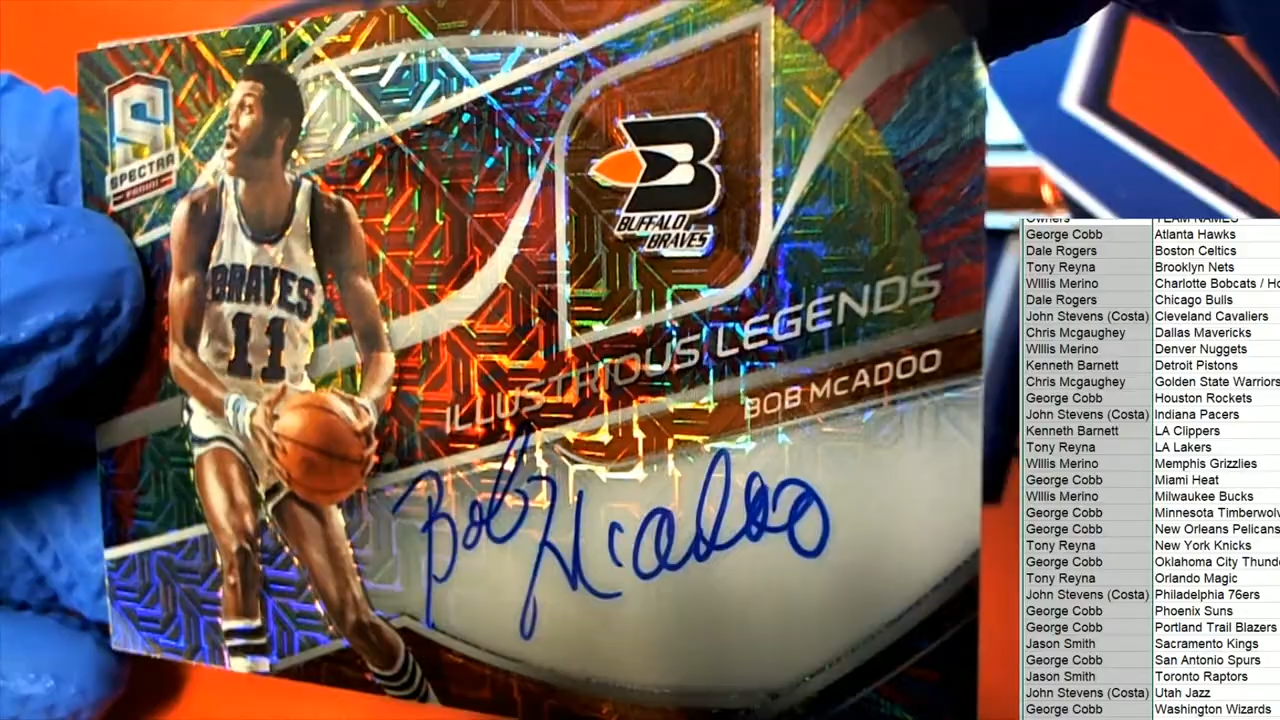 SPECTRA
PANINI
BUFFALO
BRAVES
BRAVES
11
ILLUSTRIOUS LEGENDS
BOB McADOO
Bob McAdoo
Owners TEAM NAMES
George Cobb Atlanta Hawks
Dale Rogers Boston Celtics
Tony Reyna Brooklyn Nets
WIllis Merino Charlotte Bobcats / Ho
Dale Rogers Chicago Bulls
John Stevens (Costa) Cleveland Cavaliers
Chris Mcgaughey Dallas Mavericks
WIllis Merino Denver Nuggets
Kenneth Barnett Detroit Pistons
Chris Mcgaughey Golden State Warriors
George Cobb Houston Rockets
John Stevens (Costa) Indiana Pacers
Kenneth Barnett LA Clippers
Tony Reyna LA Lakers
WIllis Merino Memphis Grizzlies
George Cobb Miami Heat
WIllis Merino Milwaukee Bucks
George Cobb Minnesota Timberwolv
George Cobb New Orleans Pelicans
Tony Reyna New York Knicks
George Cobb Oklahoma City Thunde
Tony Reyna Orlando Magic
John Stevens (Costa) Philadelphia 76ers
George Cobb Phoenix Suns
George Cobb Portland Trail Blazers
Jason Smith Sacramento Kings
George Cobb San Antonio Spurs
Jason Smith Toronto Raptors
John Stevens (Costa) Utah Jazz
George Cobb Washington Wizards